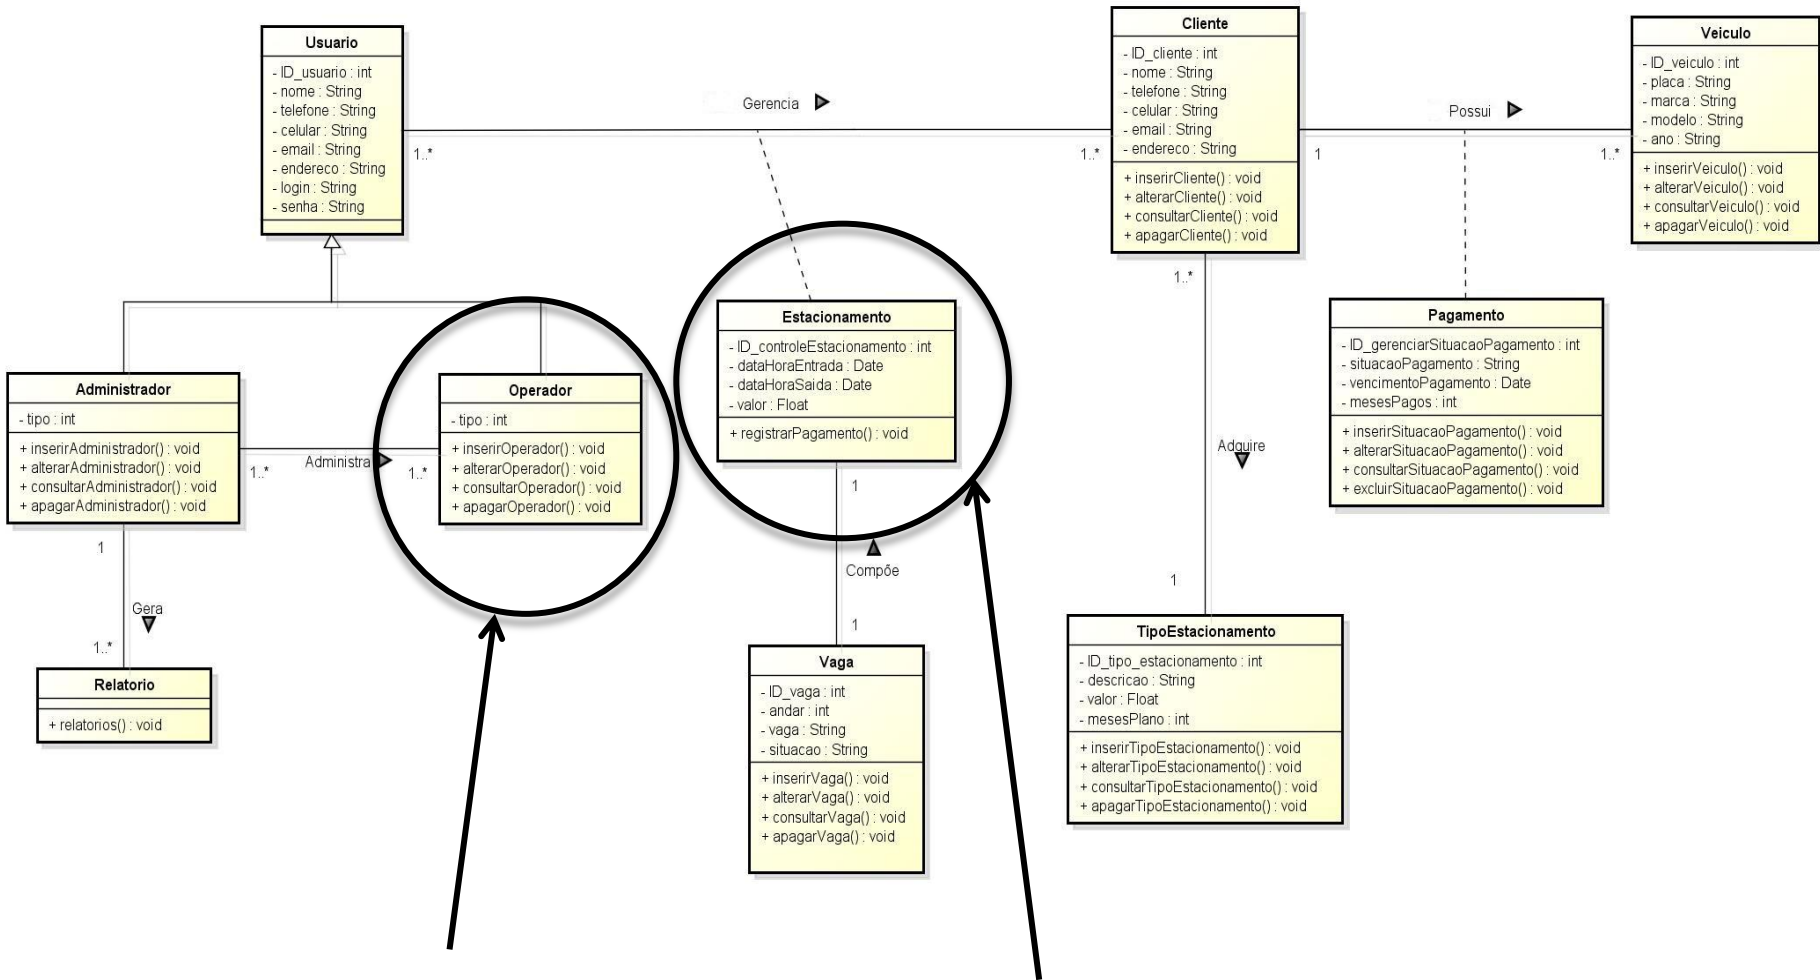 Usuario
- ID_usuario : int
- nome : String
- telefone : String
- celular : String
- email : String
- endereco : String
- login : String
- senha : String
Gerencia
1..*
1..*
Cliente
- ID_cliente : int
- nome : String
- telefone : String
- celular : String
- email : String
- endereco : String
+ inserirCliente() : void
+ alterarCliente() : void
+ consultarCliente() : void
+ apagarCliente() : void
Possui
1
1..*
Veiculo
- ID_veiculo : int
- placa : String
- marca : String
- modelo : String
- ano : String
+ inserirVeiculo() : void
+ alterarVeiculo() : void
+ consultarVeiculo() : void
+ apagarVeiculo() : void
Administrador
- tipo : int
+ inserirAdministrador() : void
+ alterarAdministrador() : void
+ consultarAdministrador() : void
+ apagarAdministrador() : void
Administra
1..*
1..*
Operador
- tipo : int
+ inserirOperador() : void
+ alterarOperador() : void
+ consultarOperador() : void
+ apagarOperador() : void
Estacionamento
- ID_controleEstacionamento : int
- dataHoraEntrada : Date
- dataHoraSaida : Date
- valor : Float
+ registrarPagamento() : void
1..*
Adquire
1
Pagamento
- ID_gerenciarSituacaoPagamento : int
- situacaoPagamento : String
- vencimentoPagamento : Date
- mesesPagos : int
+ inserirSituacaoPagamento() : void
+ alterarSituacaoPagamento() : void
+ consultarSituacaoPagamento() : void
+ excluirSituacaoPagamento() : void
1
Gera
1..*
Relatorio
+ relatorios() : void
1
Compõe
1
Vaga
- ID_vaga : int
- andar : int
- vaga : String
- situacao : String
+ inserirVaga() : void
+ alterarVaga() : void
+ consultarVaga() : void
+ apagarVaga() : void
TipoEstacionamento
- ID_tipo_estacionamento : int
- descricao : String
- valor : Float
- mesesPlano : int
+ inserirTipoEstacionamento() : void
+ alterarTipoEstacionamento() : void
+ consultarTipoEstacionamento() : void
+ apagarTipoEstacionamento() : void